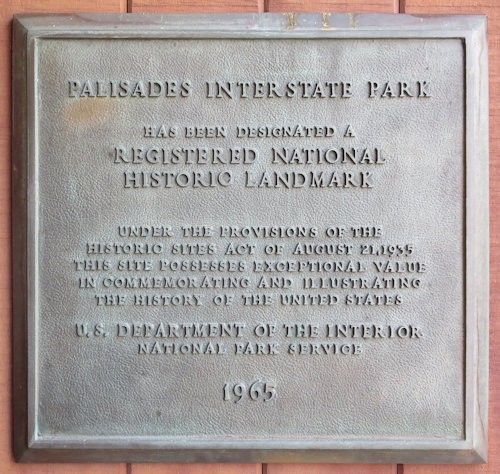 PALISADES INTERSTATE PARK
HAS BEEN DESIGNATED A
REGISTERED NATIONAL
HISTORIC LANDMARK
UNDER THE PROVISIONS OF THE
HISTORIC SITES ACT OF AUGUST 21, 1935
THIS SITE POSSESSES EXCEPTIONAL VALUE
IN COMMEMORATING AND ILLUSTRATING
THE HISTORY OF THE UNITED STATES
U.S. DEPARTMENT OF THE INTERIOR
NATIONAL PARK SERVICE
1965